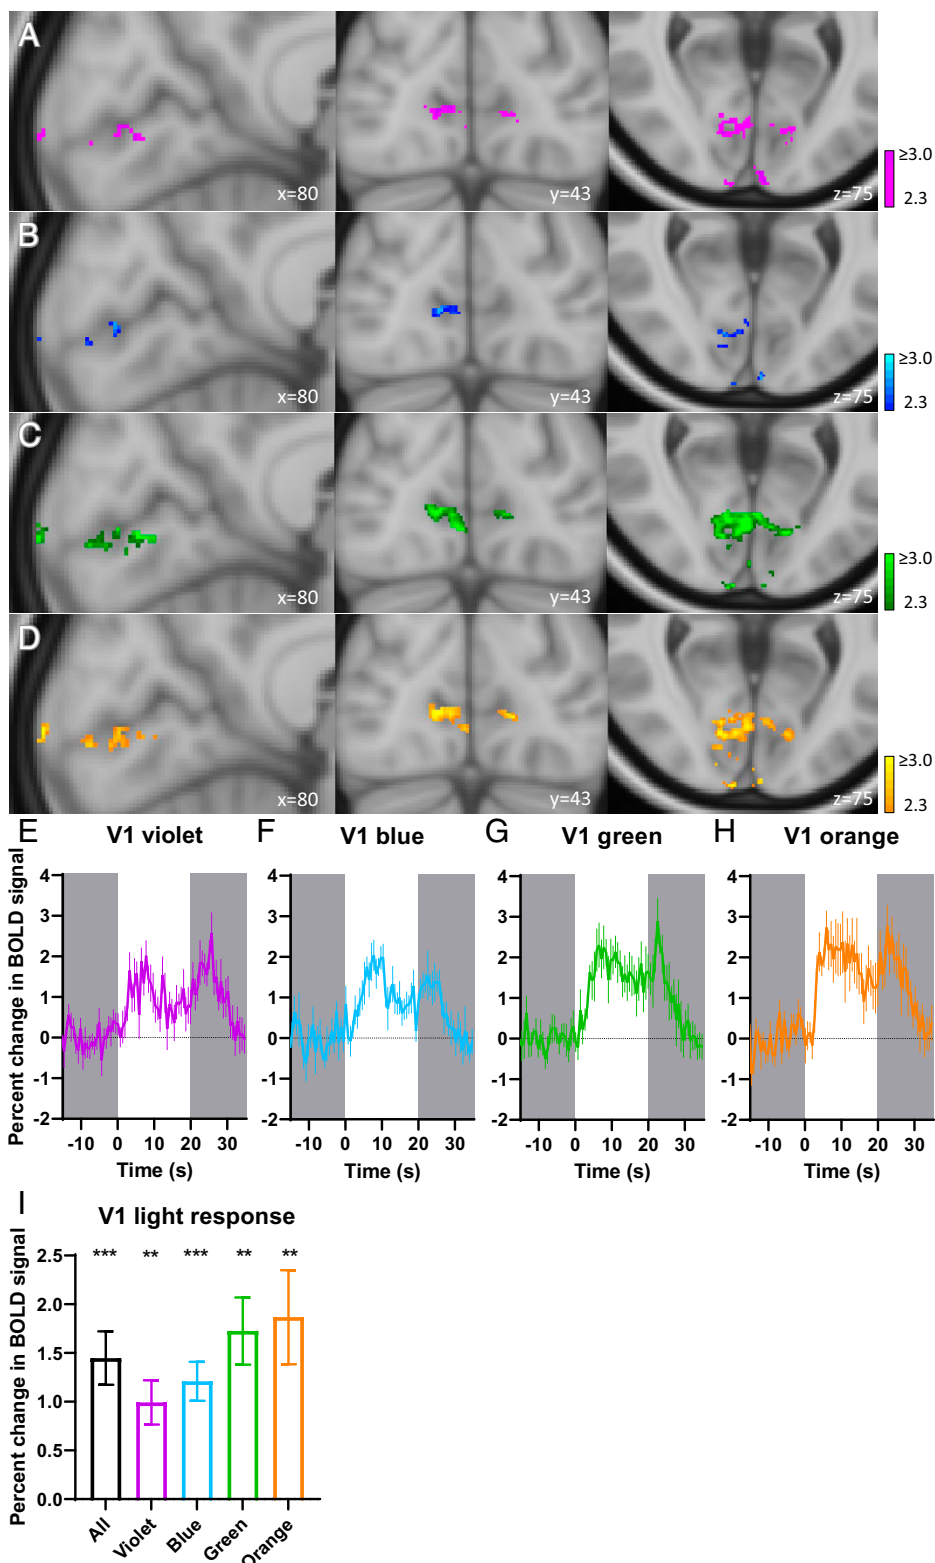 A
x=80
y=43
z=75
≥3.0
2.3
B
x=80
y=43
z=75
≥3.0
2.3
C
x=80
y=43
z=75
≥3.0
2.3
D
x=80
y=43
z=75
≥3.0
2.3
E V1 violet
F V1 blue
G V1 green
H V1 orange
Percent change in BOLD signal
4
3
2
1
0
-1
-2
-10 0 10 20 30
Time (s)
4
3
2
1
0
-1
-2
-10 0 10 20 30
Time (s)
4
3
2
1
0
-1
-2
-10 0 10 20 30
Time (s)
4
3
2
1
0
-1
-2
-10 0 10 20 30
Time (s)
I
V1 light response
Percent change in BOLD signal
*** ** *** ** **
2.5
2.0
1.5
1.0
0.5
0.0
All Violet Blue Green Orange